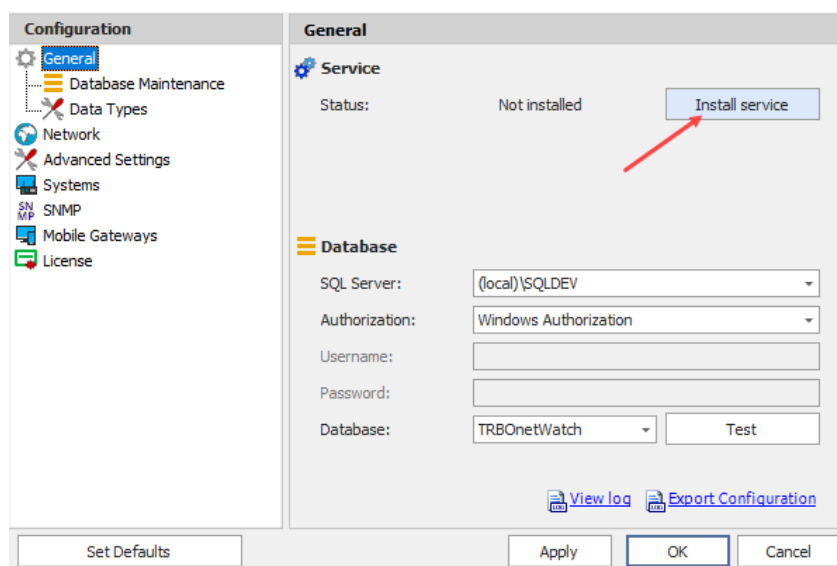 Configuration
General
Database Maintenance
Data Types
Network
Advanced Settings
Systems
SNMP
Mobile Gateways
License
General
Service
Status: Not installed Install service
Database
SQL Server: (local)\SQLDEV
Authorization: Windows Authorization
Username:
Password:
Database: TRBOnetWatch Test
View log Export Configuration
Set Defaults Apply OK Cancel